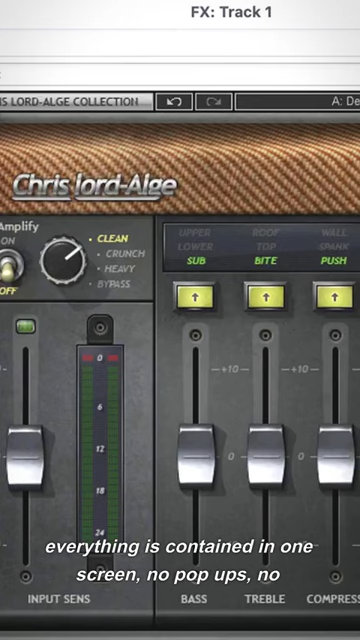 FX: Track 1
S LORD-ALGE COLLECTION
A: De
Chris lord-Alge
Amplify
ON
OFF
CLEAN
CRUNCH
HEAVY
BYPASS
UPPER ROOF WALL
LOWER TOP SPANK
SUB BITE PUSH
+10 +10
0
6
12
18
24
0 0
everything is contained in one
screen, no pop ups, no
INPUT SENS BASS TREBLE COMPRESS